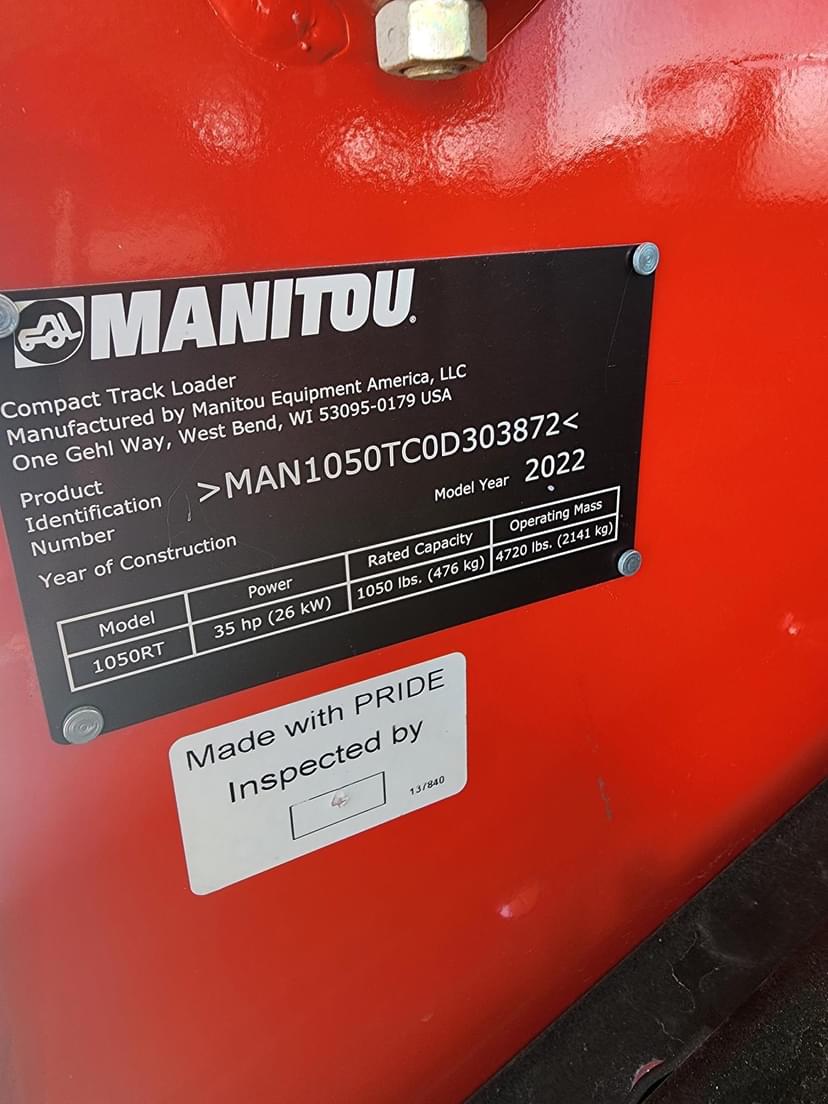 MANITOU®
Compact Track Loader
Manufactured by Manitou Equipment America, LLC
One Gehl Way, West Bend, WI 53095-0179 USA
Product
Identification
Number
>MAN1050TC0D303872<
Model Year 2022
Year of Construction
Model Power Rated Capacity Operating Mass
1050RT 35 hp (26 kW) 1050 lbs. (476 kg) 4720 lbs. (2141 kg)
Made with PRIDE
Inspected by
137840